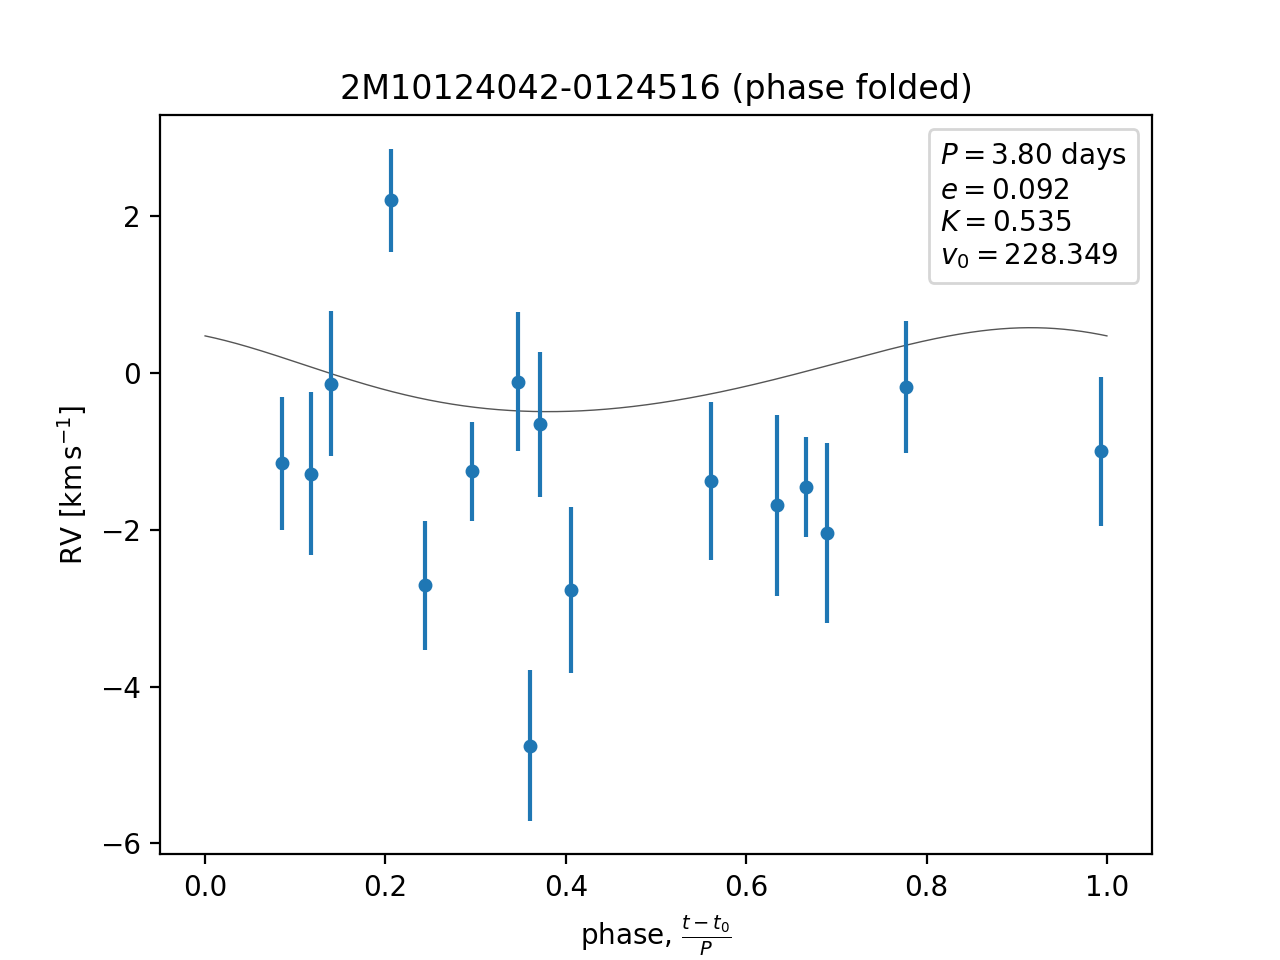 2M10124042-0124516 (phase folded)
P = 3.80 days
e = 0.092
K = 0.535
v₀ = 228.349
2
0
−2
−4
−6
RV [km s⁻¹]
0.0 0.2 0.4 0.6 0.8 1.0
phase, (t − t₀)/P